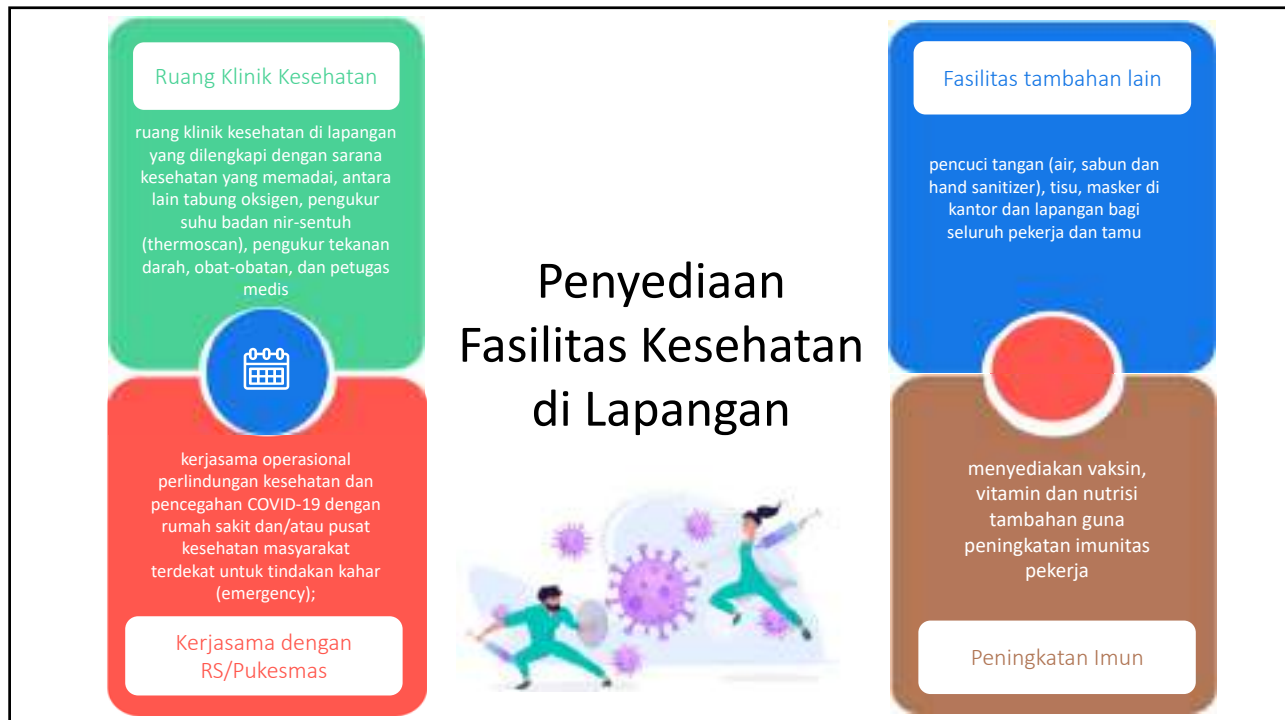 Ruang Klinik Kesehatan
ruang klinik kesehatan di lapangan
yang dilengkapi dengan sarana
kesehatan yang memadai, antara
lain tabung oksigen, pengukur
suhu badan nir-sentuh
(thermoscan), pengukur tekanan
darah, obat-obatan, dan petugas
medis
kerjasama operasional
perlindungan kesehatan dan
pencegahan COVID-19 dengan
rumah sakit dan/atau pusat
kesehatan masyarakat
terdekat untuk tindakan kahar
(emergency);
Kerjasama dengan
RS/Pukesmas
Penyediaan
Fasilitas Kesehatan
di Lapangan
Fasilitas tambahan lain
pencuci tangan (air, sabun dan
hand sanitizer), tisu, masker di
kantor dan lapangan bagi
seluruh pekerja dan tamu
menyediakan vaksin,
vitamin dan nutrisi
tambahan guna
peningkatan imunitas
pekerja
Peningkatan Imun